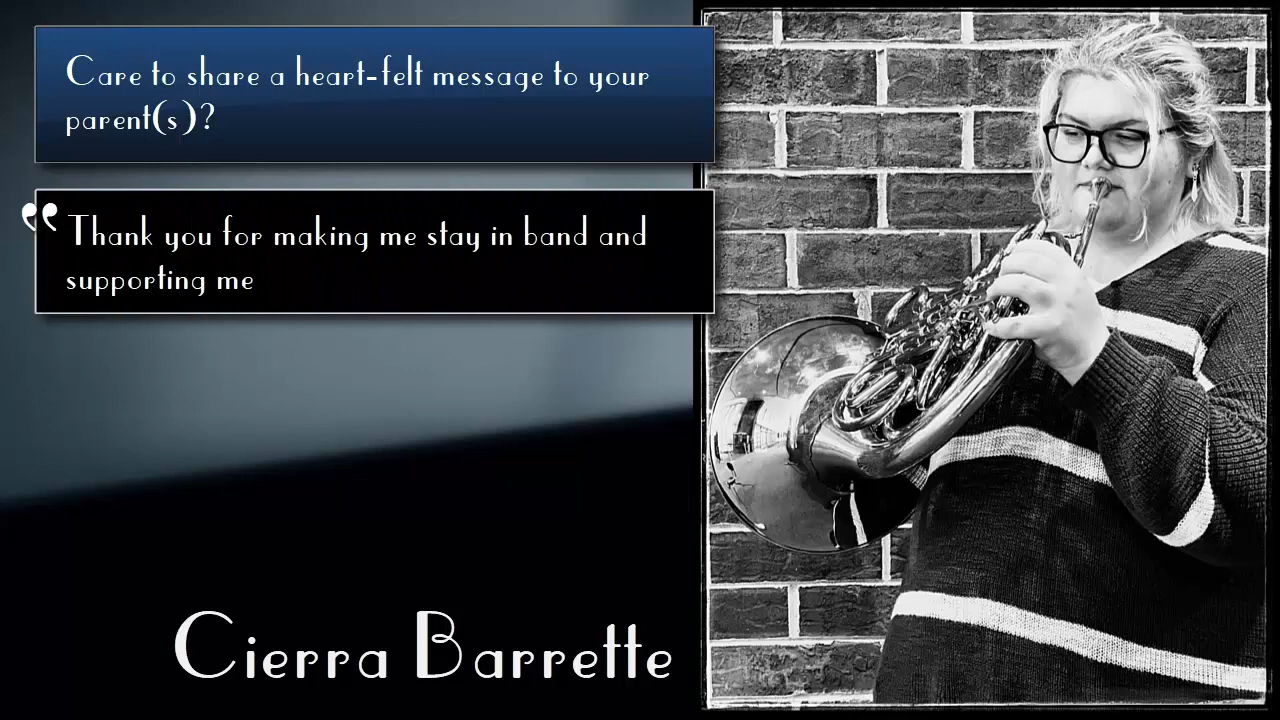 Care to share a heart-felt message to your
parent(s)?
“Thank you for making me stay in band and
supporting me
Cierra Barrette